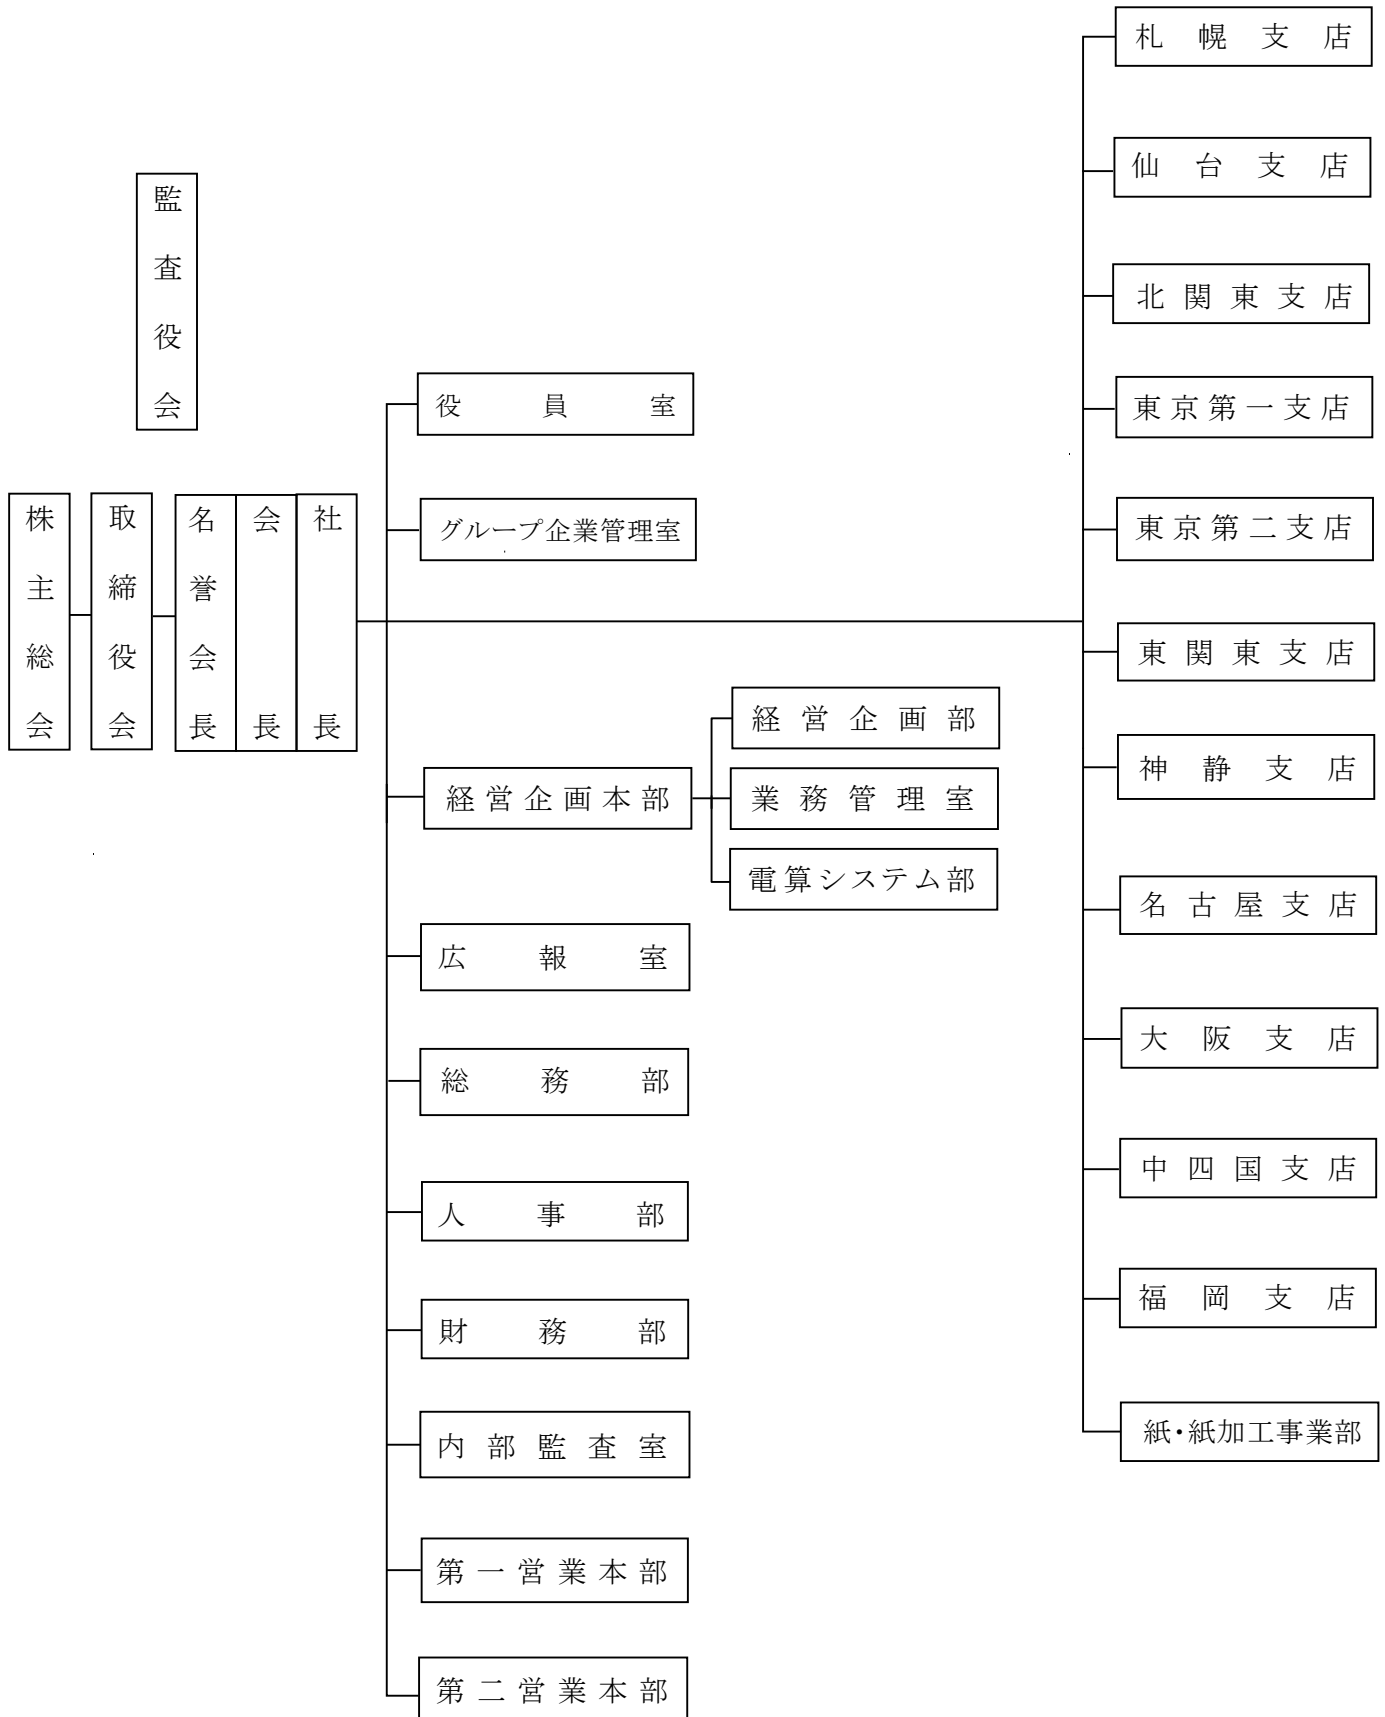 監査役会
株主総会
取締役会
名誉会長
会長
社長
役員室
グループ企業管理室
経営企画本部
経営企画部
業務管理室
電算システム部
広報室
総務部
人事部
財務部
内部監査室
第一営業本部
第二営業本部
札幌支店
仙台支店
北関東支店
東京第一支店
東京第二支店
東関東支店
神静支店
名古屋支店
大阪支店
中四国支店
福岡支店
紙・紙加工事業部